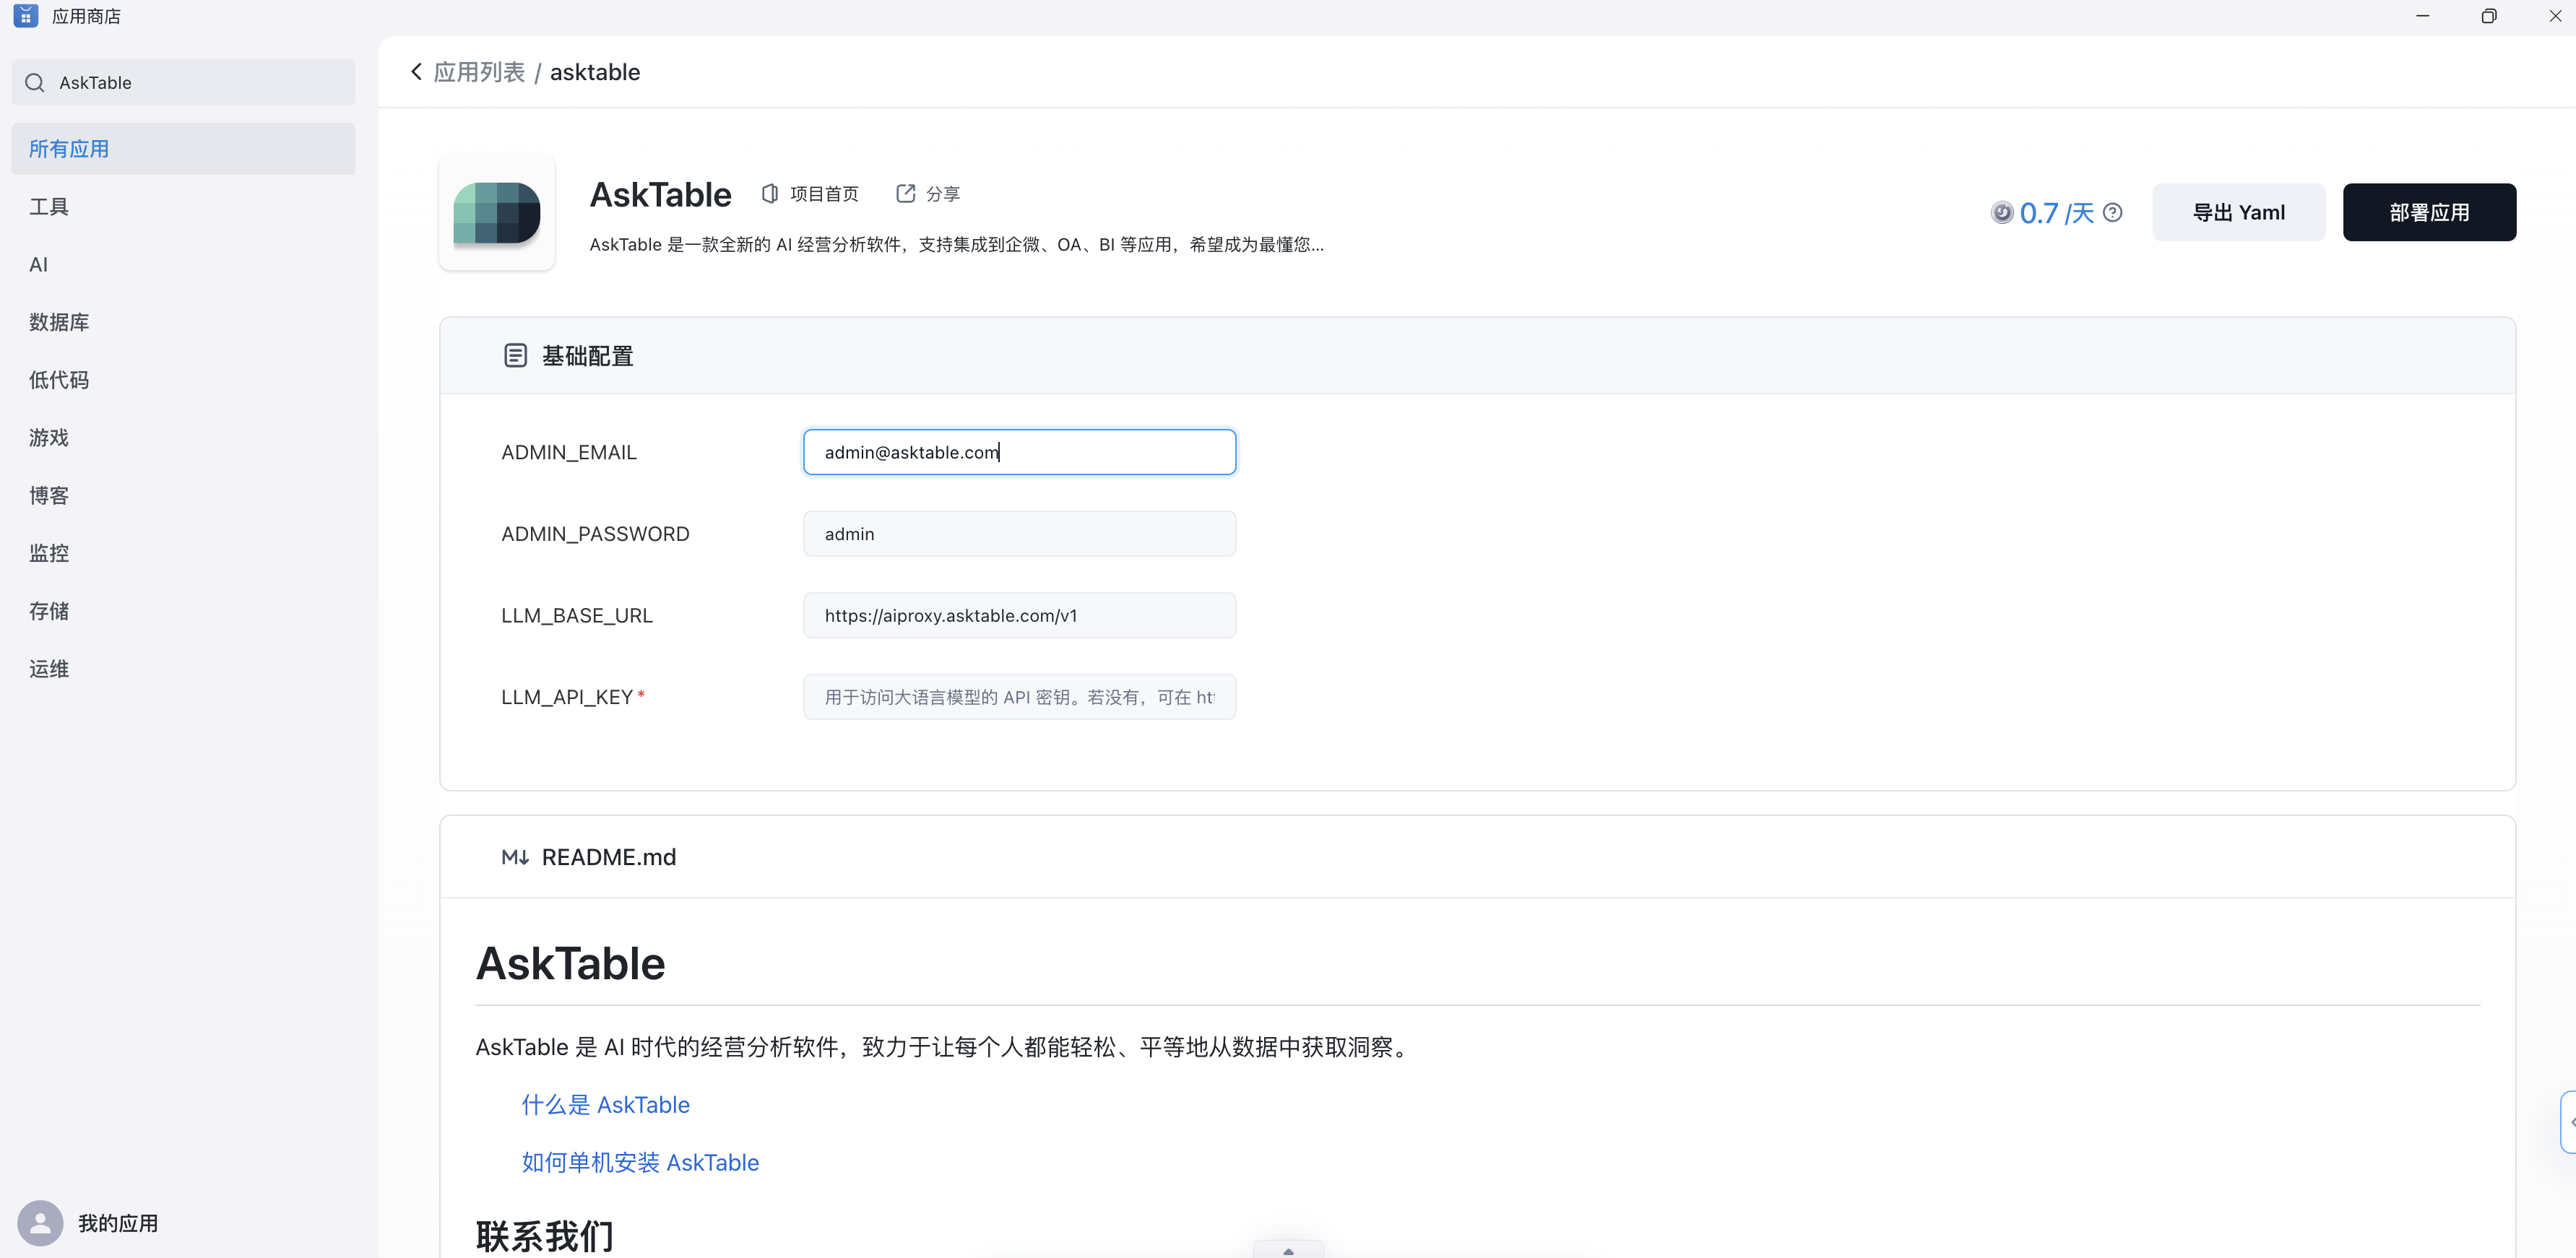 应用商店
AskTable
所有应用
工具
AI
数据库
低代码
游戏
博客
监控
存储
运维
我的应用
应用列表 / asktable
AskTable 项目首页 分享
AskTable 是一款全新的 AI 经营分析软件，支持集成到企微、OA、BI 等应用，希望成为最懂您...
0.7 /天
导出 Yaml
部署应用
基础配置
ADMIN_EMAIL admin@asktable.com
ADMIN_PASSWORD admin
LLM_BASE_URL https://aiproxy.asktable.com/v1
LLM_API_KEY* 用于访问大语言模型的 API 密钥。若没有，可在 htt
README.md
AskTable
AskTable 是 AI 时代的经营分析软件，致力于让每个人都能轻松、平等地从数据中获取洞察。
什么是 AskTable
如何单机安装 AskTable
联系我们